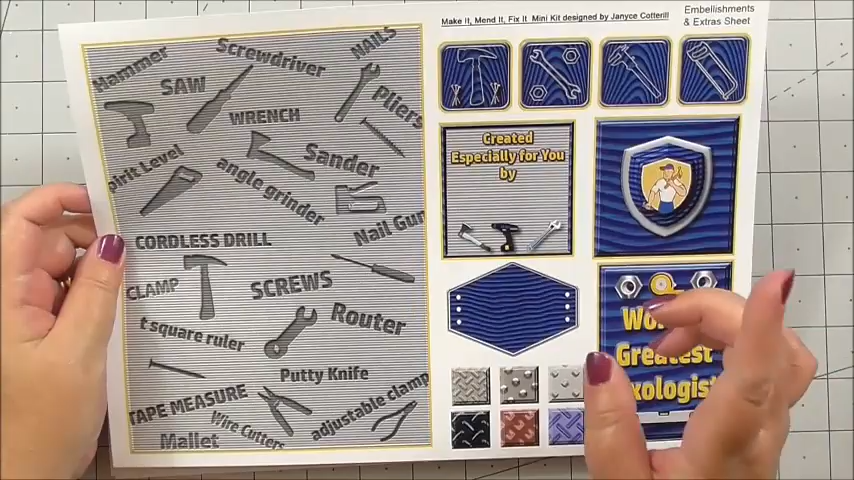 Make It, Mend It, Fix It Mini Kit designed by Janyce Cotterill
Embellishments
& Extras Sheet
Hammer
Screwdriver
NAILS
SAW
Pliers
WRENCH
Spirit Level
Sander
angle grinder
Nail Gun
CORDLESS DRILL
CLAMP
SCREWS
t.square ruler
Router
Putty Knife
TAPE MEASURE
Wire Cutters
adjustable clamp
Mallet
Created
Especially for You
by
Greatest